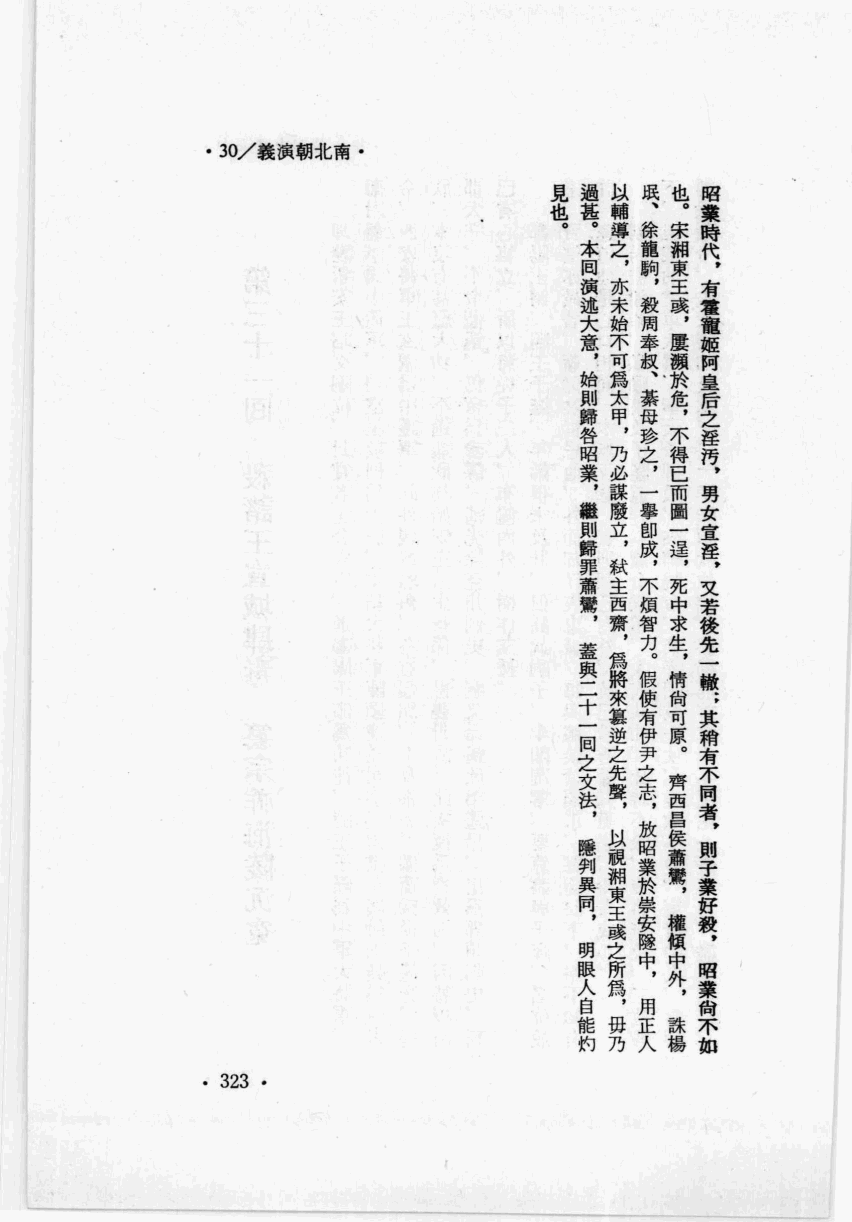 •30／義演朝北南•
昭業時代，有霍寵姬阿皇后之淫污，男女宣淫，又若後先一轍；其稍有不同者，則子業好殺，昭業尙不如
也。宋湘東王彧，屢瀕於危，不得已而圖一逞，死中求生，情尙可原。齊西昌侯蕭鸞，權傾中外，誅楊
珉、徐龍駒，殺周奉叔、綦母珍之，一擧卽成，不煩智力。假使有伊尹之志，放昭業於崇安隧中，用正人
以輔導之，亦未始不可爲太甲，乃必謀廢立，弒主西齋，爲將來篡逆之先聲，以視湘東王彧之所爲，毋乃
過甚。本回演述大意，始則歸咎昭業，繼則歸罪蕭鸞，蓋與二十一回之文法，隱判異同，明眼人自能灼
見也。
•323•